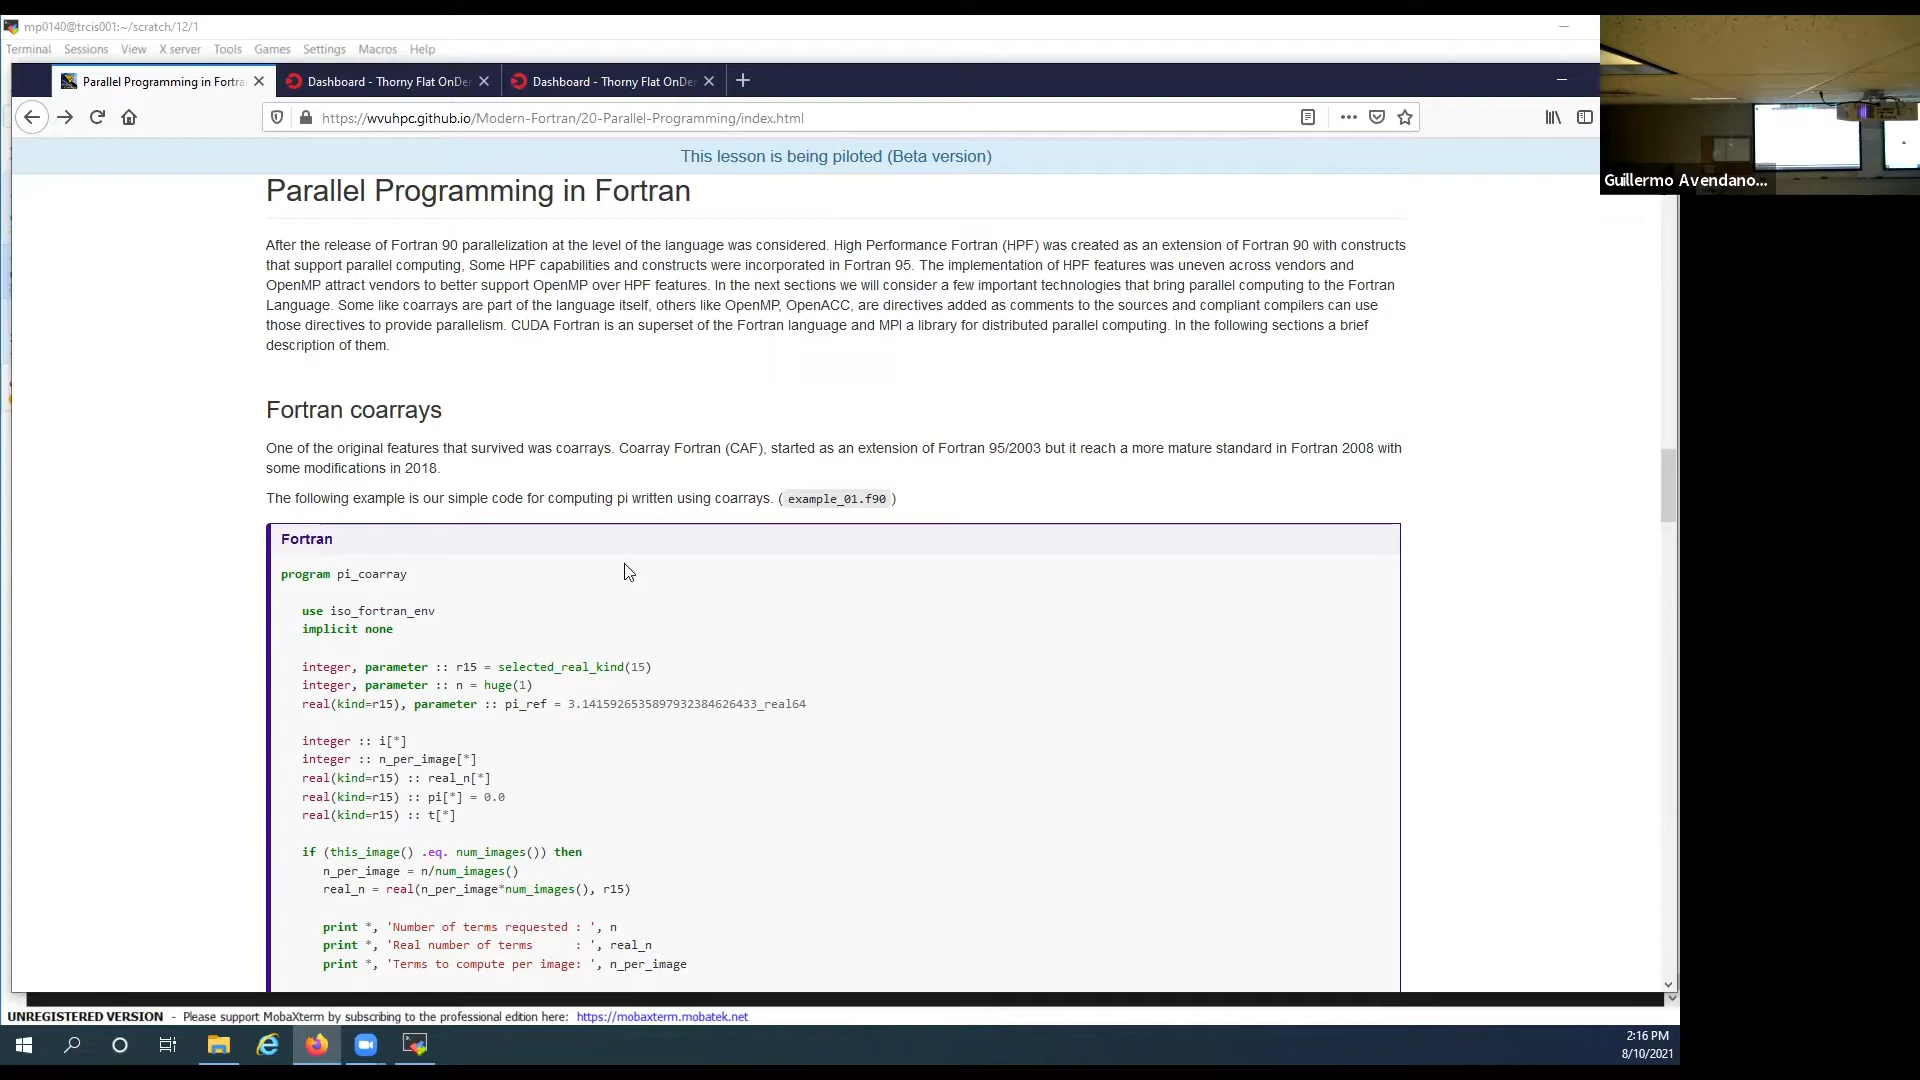 mp0140@trcis001:~/scratch/12/1
Terminal Sessions View X server Tools Games Settings Macros Help
Parallel Programming in Fortra
Dashboard - Thorny Flat OnDe
Dashboard - Thorny Flat OnDe
https://wvuhpc.github.io/Modern-Fortran/20-Parallel-Programming/index.html
Guillermo Avendano...
This lesson is being piloted (Beta version)
Parallel Programming in Fortran
After the release of Fortran 90 parallelization at the level of the language was considered. High Performance Fortran (HPF) was created as an extension of Fortran 90 with constructs
that support parallel computing, Some HPF capabilities and constructs were incorporated in Fortran 95. The implementation of HPF features was uneven across vendors and
OpenMP attract vendors to better support OpenMP over HPF features. In the next sections we will consider a few important technologies that bring parallel computing to the Fortran
Language. Some like coarrays are part of the language itself, others like OpenMP, OpenACC, are directives added as comments to the sources and compliant compilers can use
those directives to provide parallelism. CUDA Fortran is an superset of the Fortran language and MPI a library for distributed parallel computing. In the following sections a brief
description of them.
Fortran coarrays
One of the original features that survived was coarrays. Coarray Fortran (CAF), started as an extension of Fortran 95/2003 but it reach a more mature standard in Fortran 2008 with
some modifications in 2018.
The following example is our simple code for computing pi written using coarrays. ( example_01.f90 )
Fortran
program pi_coarray
use iso_fortran_env
implicit none
integer, parameter :: r15 = selected_real_kind(15)
integer, parameter :: n = huge(1)
real(kind=r15), parameter :: pi_ref = 3.1415926535897932384626433_real64
integer :: i[*]
integer :: n_per_image[*]
real(kind=r15) :: real_n[*]
real(kind=r15) :: pi[*] = 0.0
real(kind=r15) :: t[*]
if (this_image() .eq. num_images()) then
n_per_image = n/num_images()
real_n = real(n_per_image*num_images(), r15)
print *, 'Number of terms requested : ', n
print *, 'Real number of terms      : ', real_n
print *, 'Terms to compute per image: ', n_per_image
UNREGISTERED VERSION - Please support MobaXterm by subscribing to the professional edition here: https://mobaxterm.mobatek.net
2:16 PM
8/10/2021